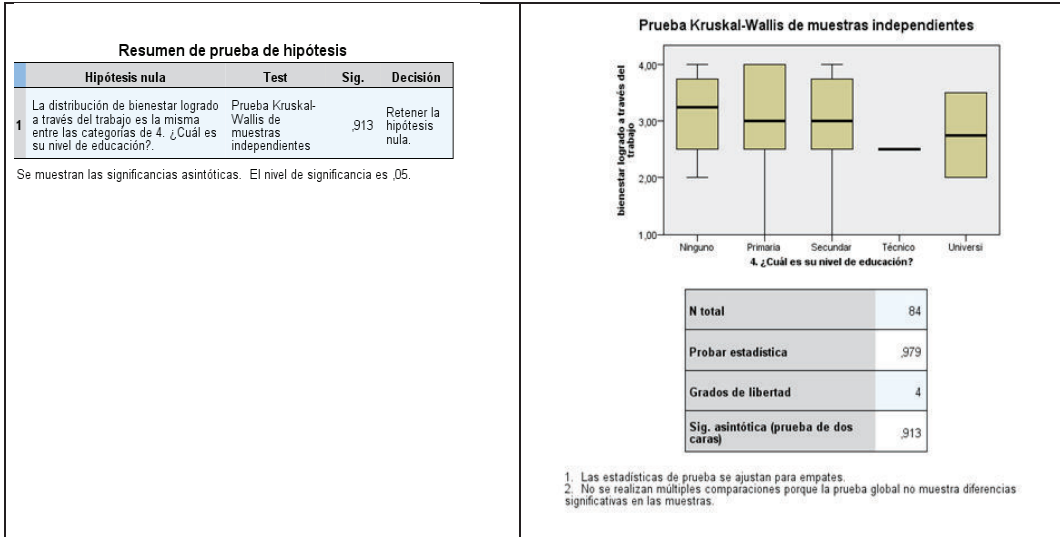 Resumen de prueba de hipótesis
Hipótesis nula Test Sig. Decisión
1 La distribución de bienestar logrado a través del trabajo es la misma entre las categorías de 4. ¿Cuál es su nivel de educación?. Prueba Kruskal-Wallis de muestras independientes ,913 Retener la hipótesis nula.
Se muestran las significancias asintóticas. El nivel de significancia es ,05.
Prueba Kruskal-Wallis de muestras independientes
bienestar logrado a través del
trabajo
4,00
3,00
2,00
1,00
Ninguno Primaria Secundar Técnico Universi
4. ¿Cuál es su nivel de educación?
N total 84
Probar estadística ,979
Grados de libertad 4
Sig. asintótica (prueba de dos
caras) ,913
1. Las estadísticas de prueba se ajustan para empates.
2. No se realizan múltiples comparaciones porque la prueba global no muestra diferencias
significativas en las muestras.